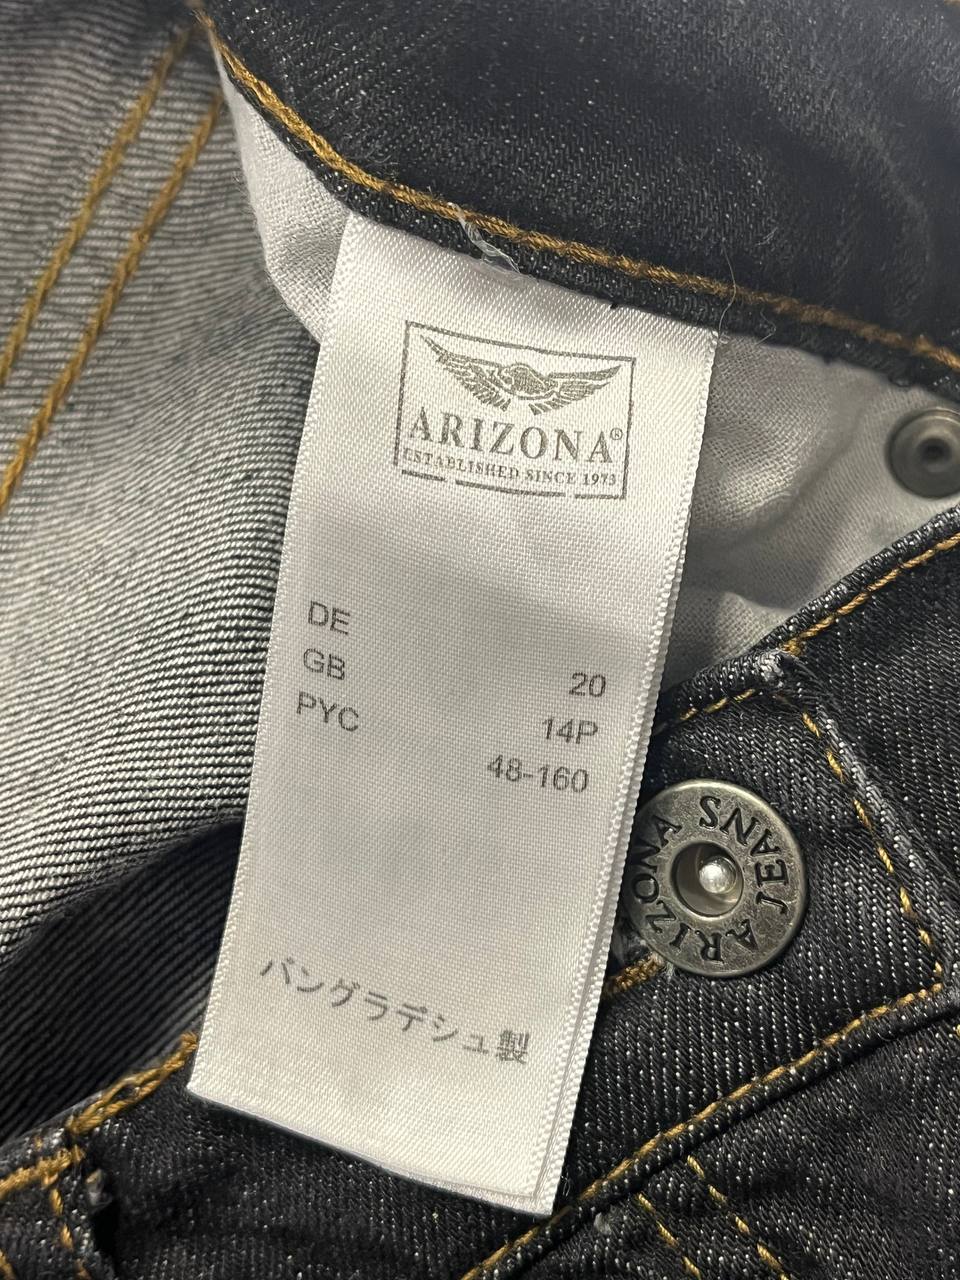 ARIZONA®
ESTABLISHED SINCE 1973
DE 20
GB 14P
РУС 48-160
バングラデシュ製
ARIZONA JEANS